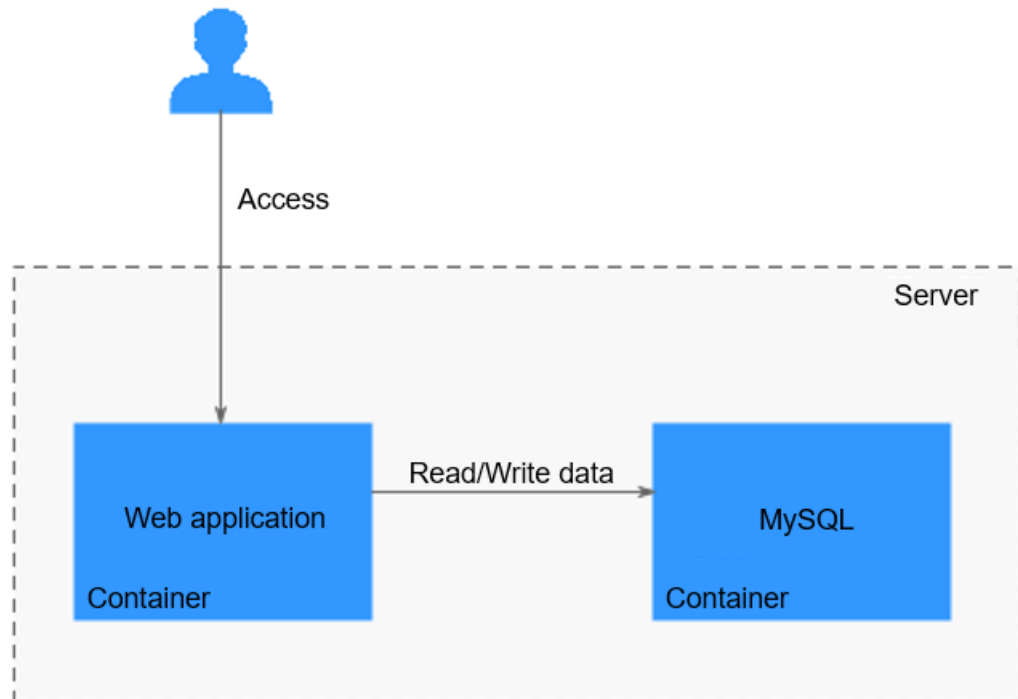 Access
Server
Read/Write data
Web application
MySQL
Container
Container